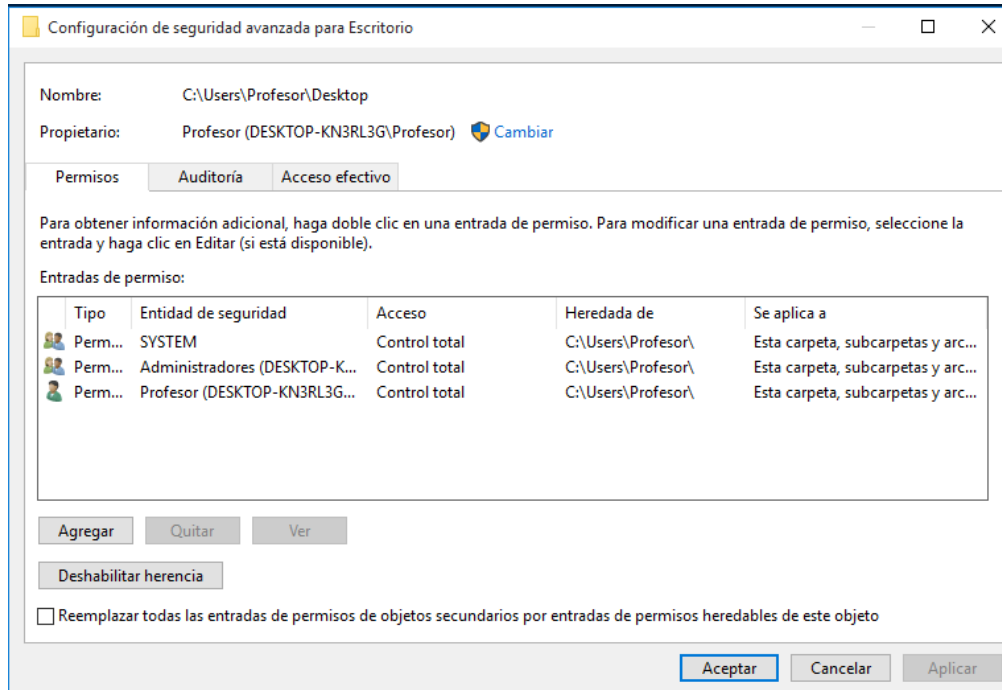 Configuración de seguridad avanzada para Escritorio
Nombre: C:\Users\Profesor\Desktop
Propietario: Profesor (DESKTOP-KN3RL3G\Profesor) Cambiar
Permisos Auditoría Acceso efectivo
Para obtener información adicional, haga doble clic en una entrada de permiso. Para modificar una entrada de permiso, seleccione la
entrada y haga clic en Editar (si está disponible).
Entradas de permiso:
Tipo Entidad de seguridad Acceso Heredada de Se aplica a
Perm... SYSTEM Control total C:\Users\Profesor\ Esta carpeta, subcarpetas y arc...
Perm... Administradores (DESKTOP-K... Control total C:\Users\Profesor\ Esta carpeta, subcarpetas y arc...
Perm... Profesor (DESKTOP-KN3RL3G... Control total C:\Users\Profesor\ Esta carpeta, subcarpetas y arc...
Agregar Quitar Ver
Deshabilitar herencia
Reemplazar todas las entradas de permisos de objetos secundarios por entradas de permisos heredables de este objeto
Aceptar Cancelar Aplicar